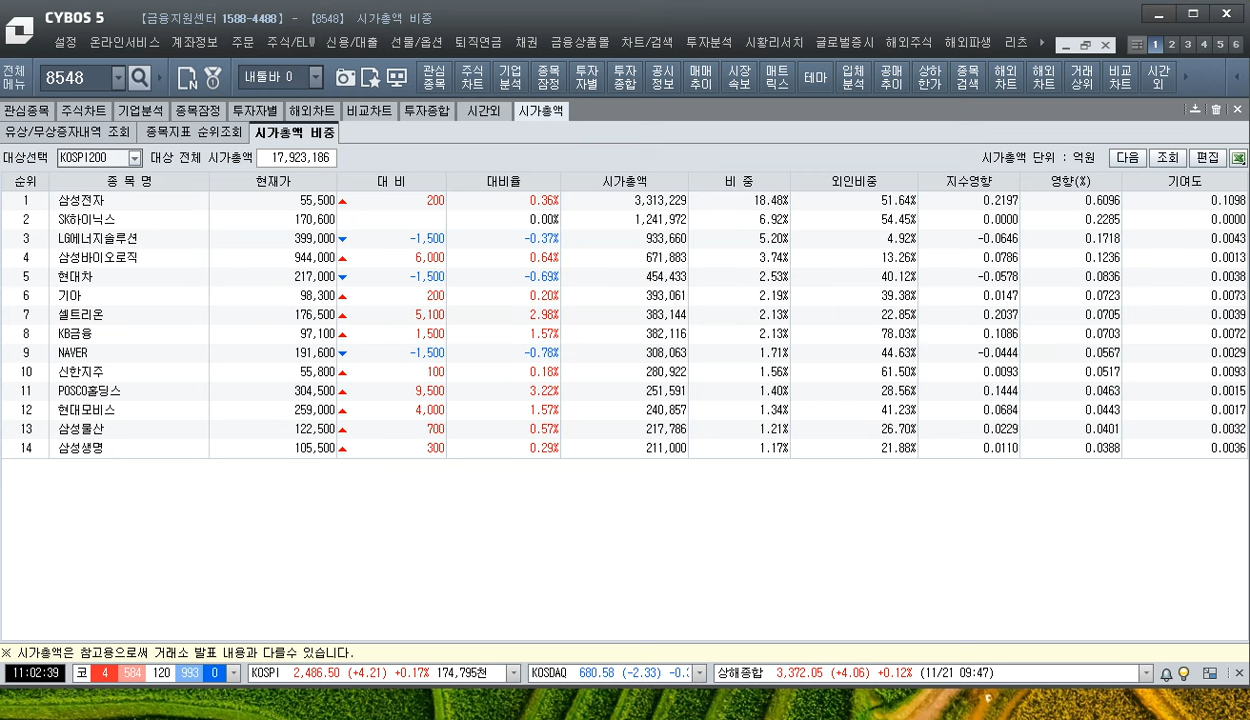 CYBOS 5 【금융지원센터 1588-4488】 - 【8548】 시가총액 비중
설정 온라인서비스 계좌정보 주문 주식/ELW 신용/대출 선물/옵션 퇴직연금 채권 금융상품몰 차트/검색 투자분석 시황리서치 글로벌증시 해외주식 해외파생 리츠 1 2 3 4 5 6
전체메뉴 8548 N 내툴바 0 관심종목 주식차트 기업분석 종목잠정 투자자별 투자종합 공시정보 매매추이 시장속보 매트릭스 테마 입체분석 공매추이 상하한가 종목검색 해외차트 해외차트 거래상위 비교차트 시간외
관심종목 주식차트 기업분석 종목잠정 투자자별 해외차트 비교차트 투자종합 시간외 시가총액
유상/무상증자내역 조회 종목지표 순위조회 시가총액 비중
대상선택 KOSPI200 대상 전체 시가총액 17,923,186 시가총액 단위 : 억원 다음 조회 편집
순위 종 목 명 현재가 대 비 대비율 시가총액 비 중 외인비중 지수영향 영향(%) 기여도
1 삼성전자 55,500 ▲ 200 0.36% 3,313,229 18.48% 51.64% 0.2197 0.6096 0.1098
2 SK하이닉스 170,600 0.00% 1,241,972 6.92% 54.45% 0.0000 0.2285 0.0000
3 LG에너지솔루션 399,000 ▼ -1,500 -0.37% 933,660 5.20% 4.92% -0.0646 0.1718 0.0043
4 삼성바이오로직 944,000 ▲ 6,000 0.64% 671,883 3.74% 13.26% 0.0786 0.1236 0.0013
5 현대차 217,000 ▼ -1,500 -0.69% 454,433 2.53% 40.12% -0.0578 0.0836 0.0038
6 기아 98,300 ▲ 200 0.20% 393,061 2.19% 39.38% 0.0147 0.0723 0.0073
7 셀트리온 176,500 ▲ 5,100 2.98% 383,144 2.13% 22.85% 0.2037 0.0705 0.0039
8 KB금융 97,100 ▲ 1,500 1.57% 382,116 2.13% 78.03% 0.1086 0.0703 0.0072
9 NAVER 191,600 ▼ -1,500 -0.78% 308,063 1.71% 44.63% -0.0444 0.0567 0.0029
10 신한지주 55,800 ▲ 100 0.18% 280,922 1.56% 61.50% 0.0093 0.0517 0.0093
11 POSCO홀딩스 304,500 ▲ 9,500 3.22% 251,591 1.40% 28.56% 0.1444 0.0463 0.0015
12 현대모비스 259,000 ▲ 4,000 1.57% 240,857 1.34% 41.23% 0.0684 0.0443 0.0017
13 삼성물산 122,500 ▲ 700 0.57% 217,786 1.21% 26.70% 0.0229 0.0401 0.0032
14 삼성생명 105,500 ▲ 300 0.29% 211,000 1.17% 21.88% 0.0110 0.0388 0.0036
※ 시가총액은 참고용으로써 거래소 발표 내용과 다를수 있습니다.
11:02:39 코 4 584 120 993 0 KOSPI 2,486.50 (+4.21) +0.17% 174,795천 KOSDAQ 680.58 (-2.33) 상해종합 3,372.05 (+4.06) +0.12% (11/21 09:47)